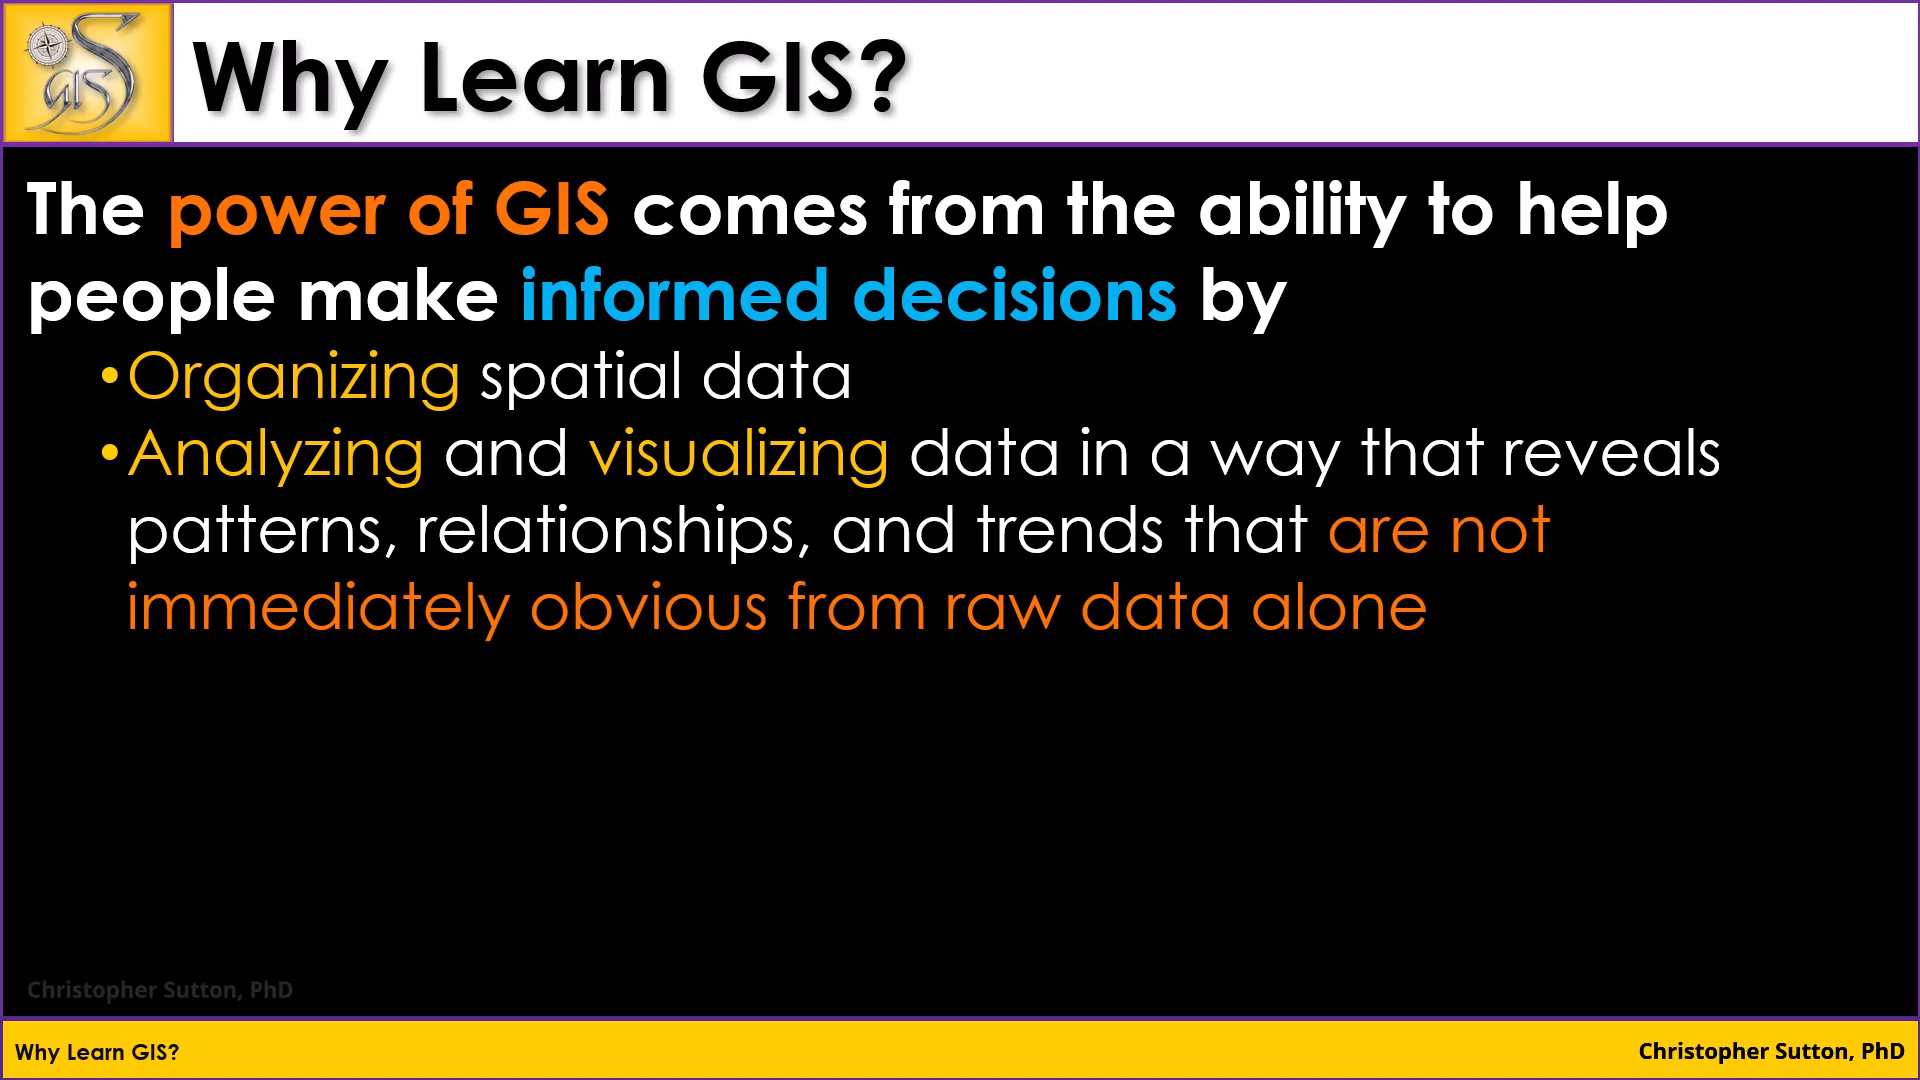 GIS
Why Learn GIS?
The power of GIS comes from the ability to help
people make informed decisions by
•Organizing spatial data
•Analyzing and visualizing data in a way that reveals
patterns, relationships, and trends that are not
immediately obvious from raw data alone
Christopher Sutton, PhD
Why Learn GIS?
Christopher Sutton, PhD